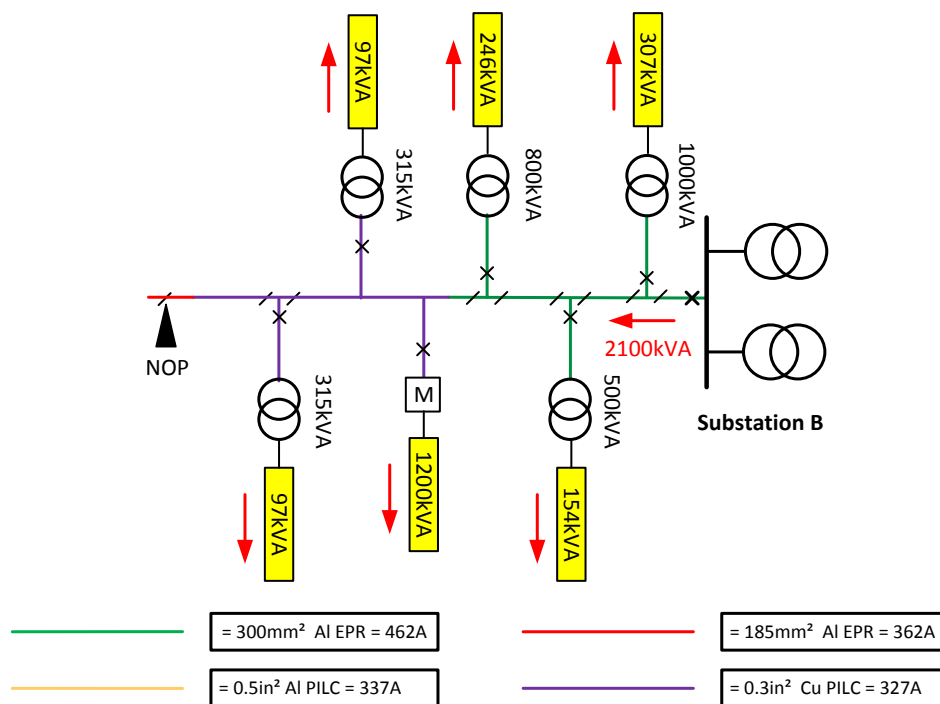 97kVA
246kVA
307kVA
315kVA
800kVA
1000kVA
NOP
2100kVA
315kVA
M
500kVA
Substation B
97kVA
1200kVA
154kVA
= 300mm² Al EPR = 462A
= 185mm² Al EPR = 362A
= 0.5in² Al PILC = 337A
= 0.3in² Cu PILC = 327A